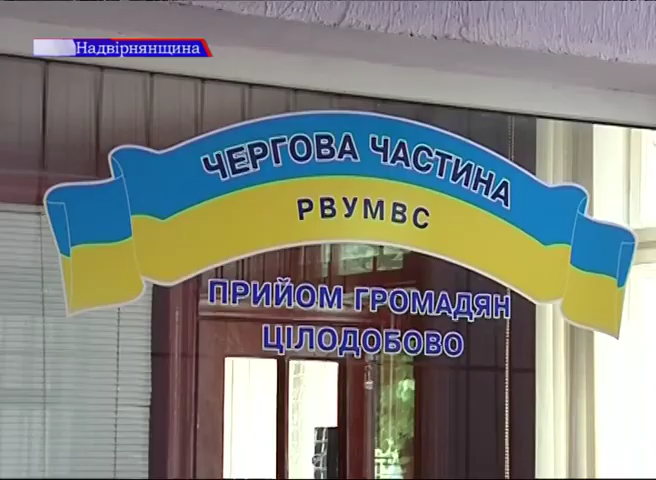 Надвірнянщина
ЧЕРГОВА ЧАСТИНА
РВУМВС
ПРИЙОМ ГРОМАДЯН
ЦІЛОДОБОВО